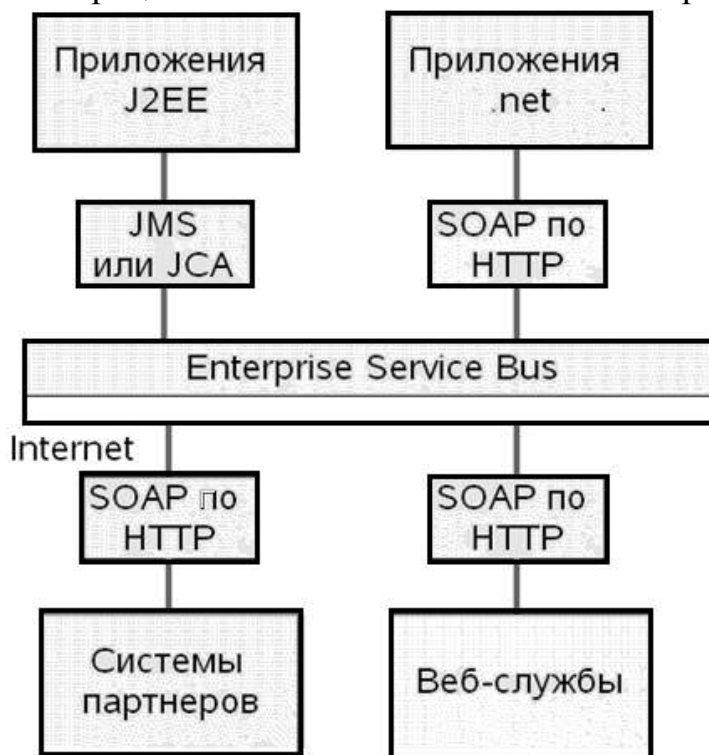 Приложения
J2EE
Приложения
.net
JMS
или JCA
SOAP по
HTTP
Enterprise Service Bus
Internet
SOAP по
HTTP
SOAP по
HTTP
Системы
партнеров
Веб-службы